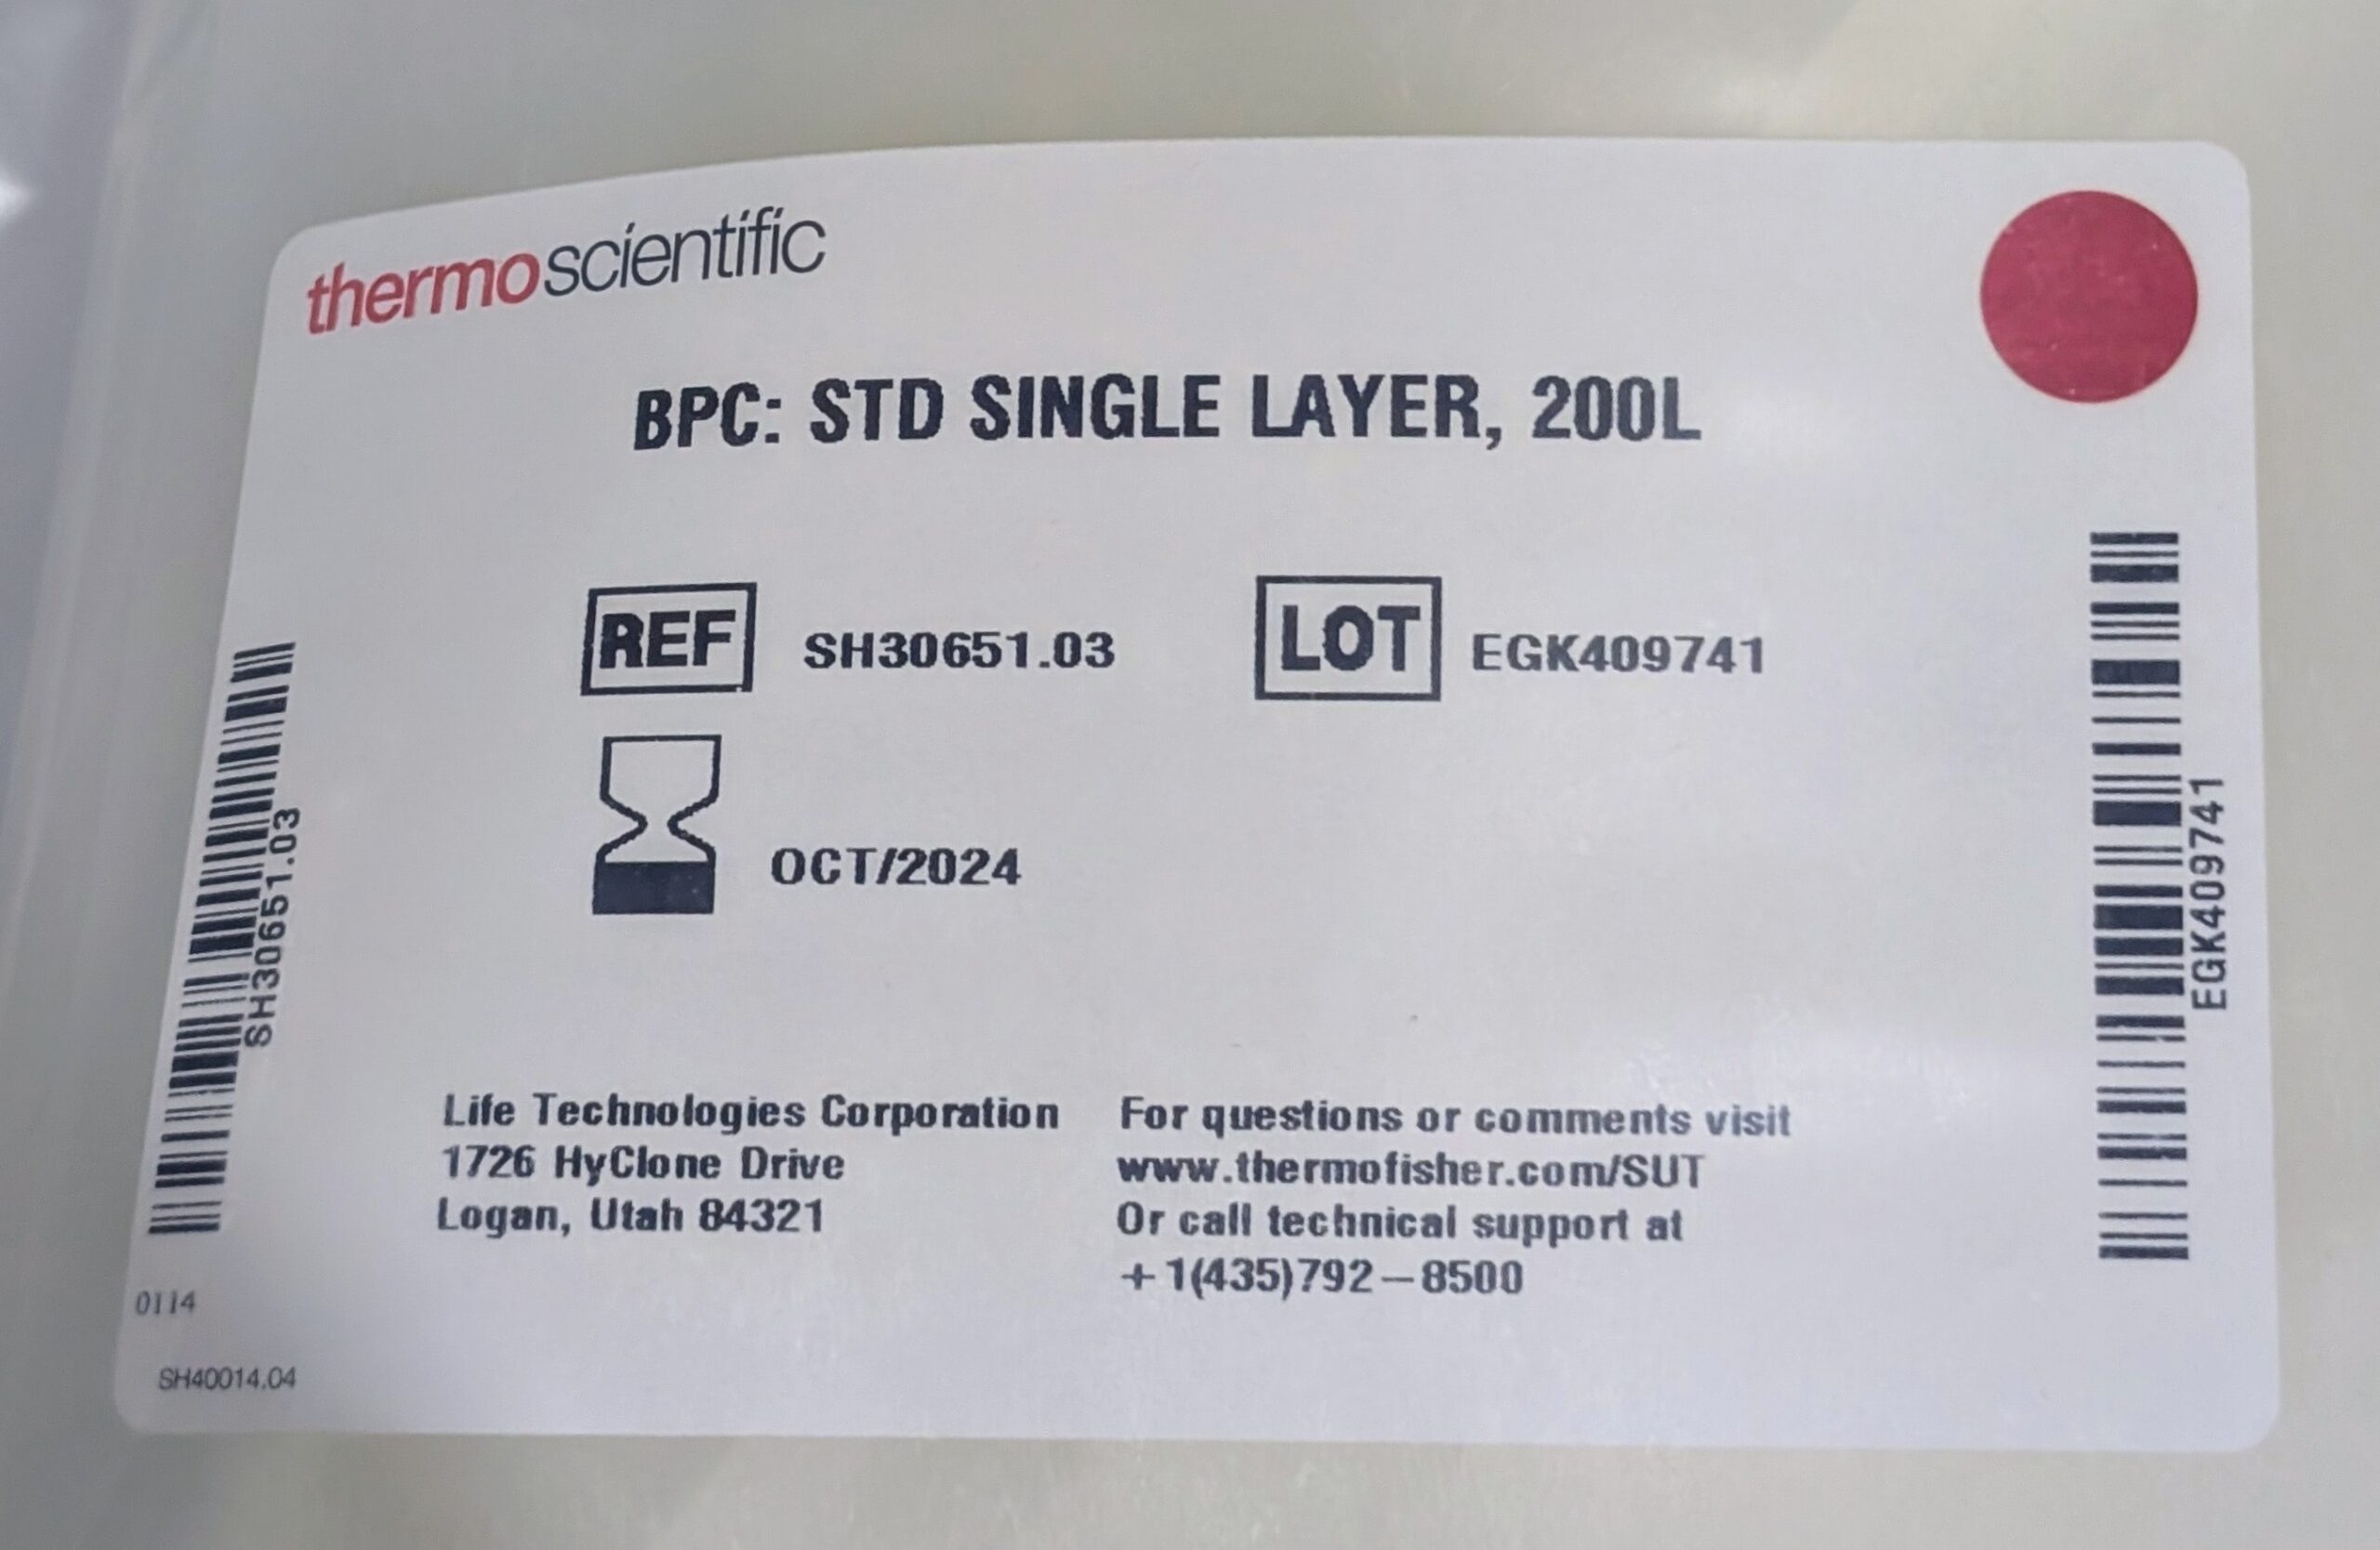 thermoscientific
BPC: STD SINGLE LAYER, 200L
REF SH30651.03 LOT EGK409741
OCT/2024
SH30651.03
EGK409741
Life Technologies Corporation
1726 HyClone Drive
Logan, Utah 84321
For questions or comments visit
www.thermofisher.com/SUT
Or call technical support at
+1(435)792-8500
0114
SH40014.04